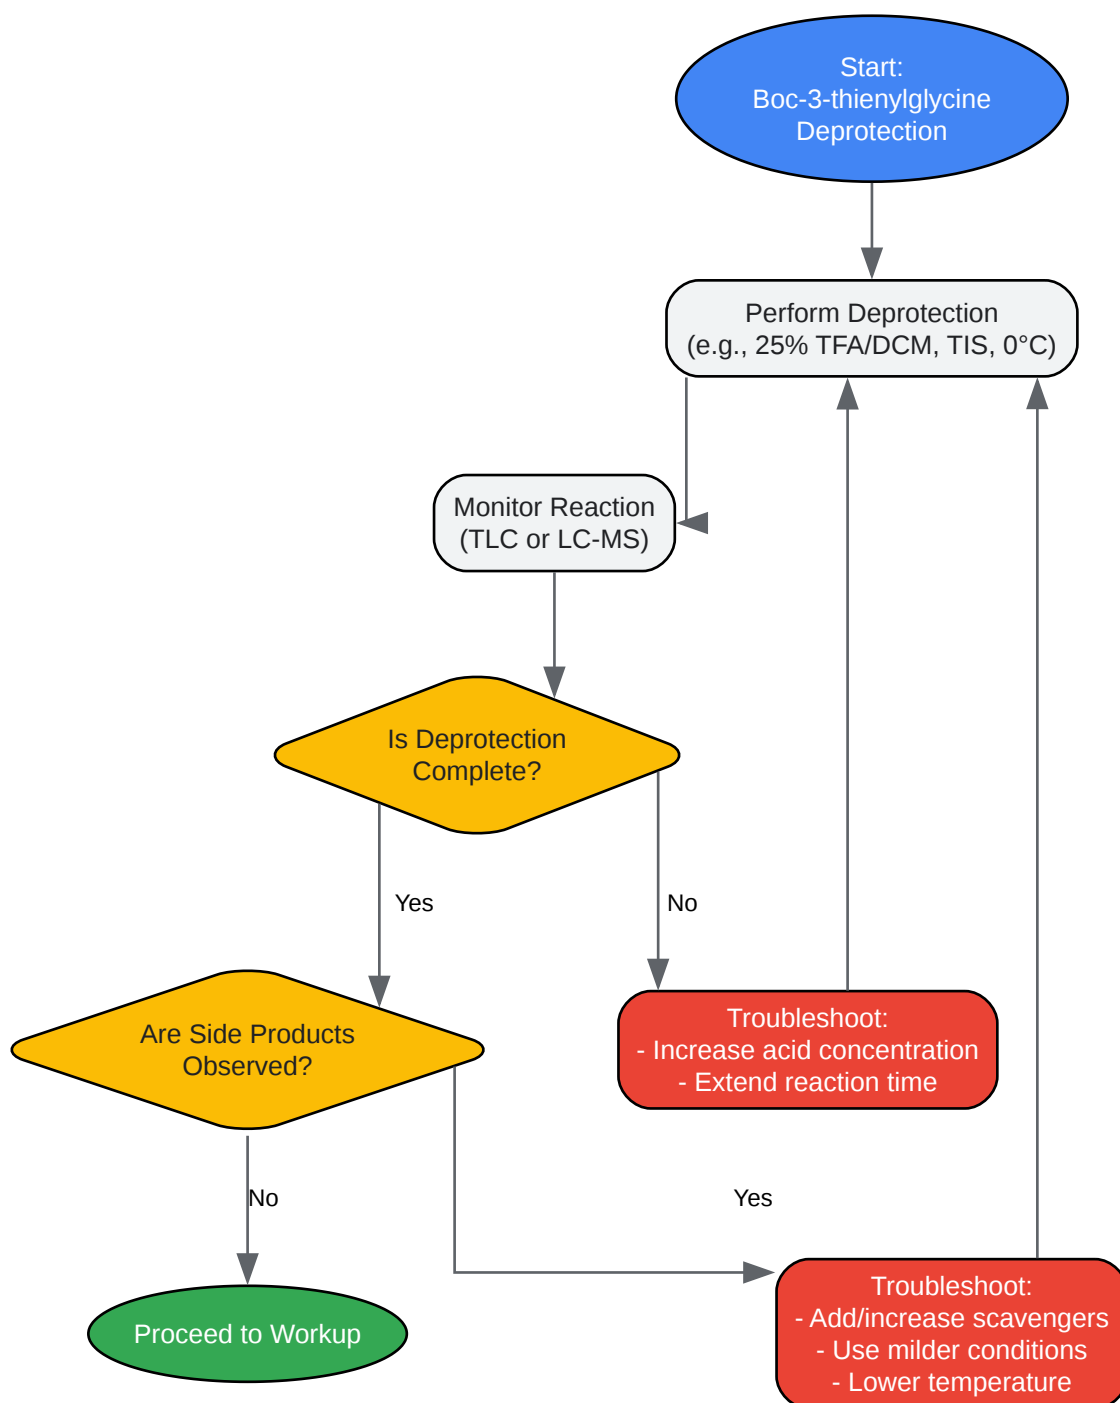 Start:
Boc-3-thienylglycine
Deprotection
Perform Deprotection
(e.g., 25% TFA/DCM, TIS, 0°C)
Monitor Reaction
(TLC or LC-MS)
Is Deprotection
Complete?
Yes
No
Are Side Products
Observed?
Troubleshoot:
- Increase acid concentration
- Extend reaction time
No
Yes
Proceed to Workup
Troubleshoot:
- Add/increase scavengers
- Use milder conditions
- Lower temperature